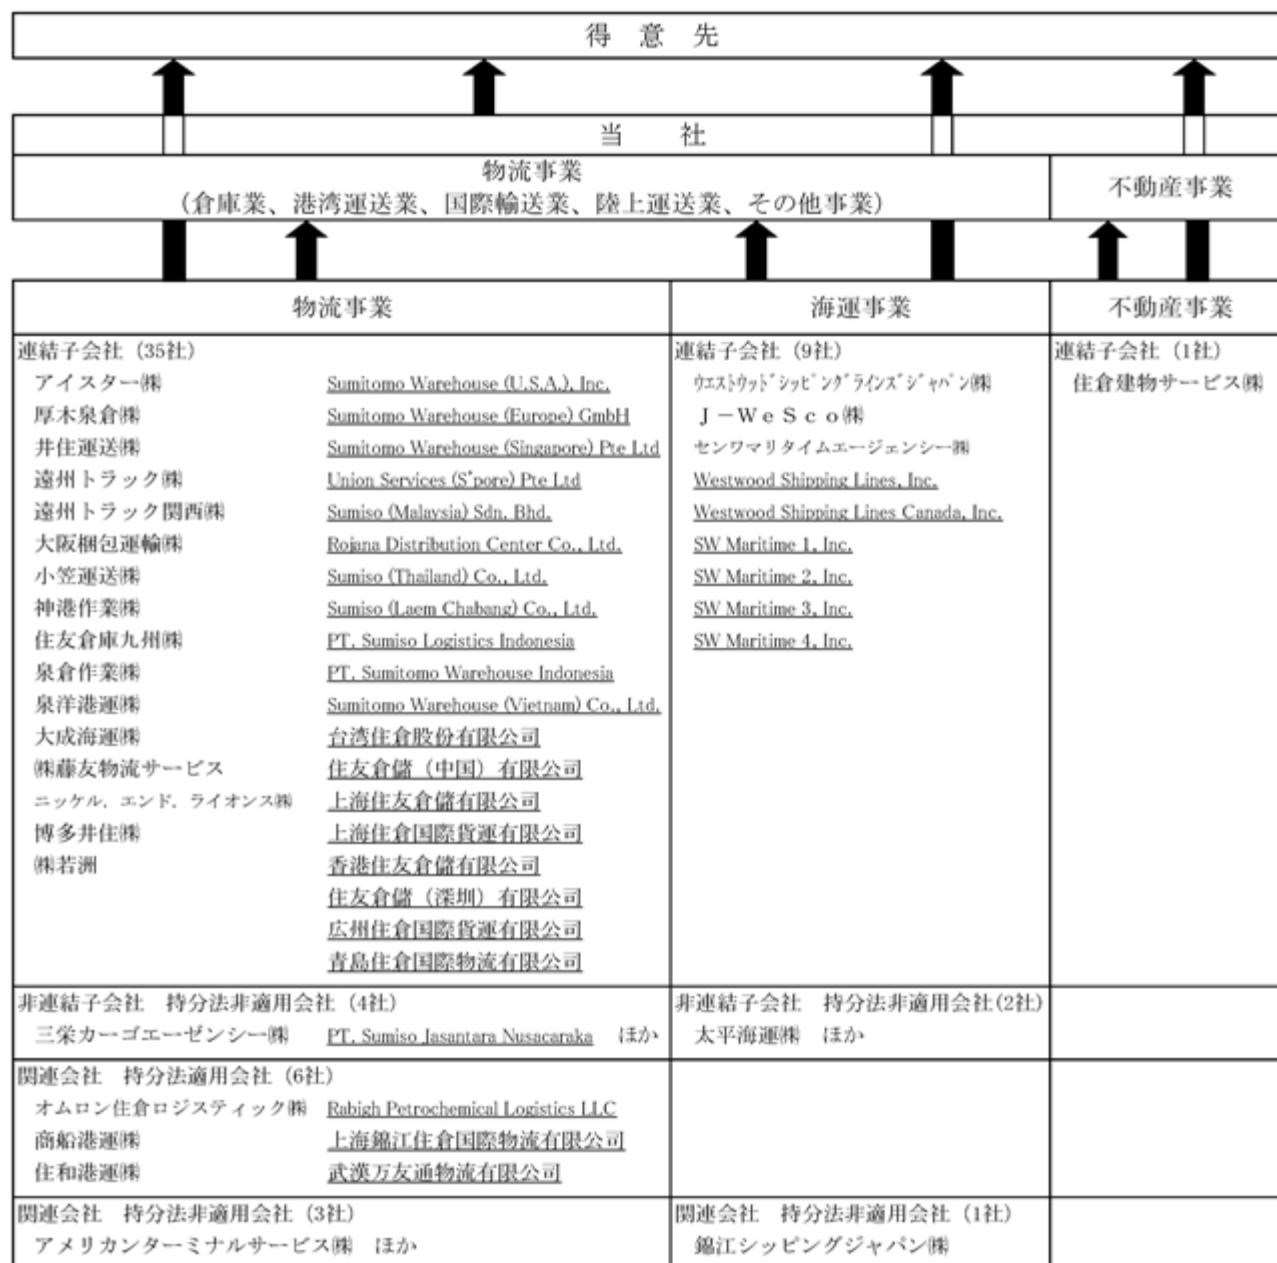 得　意　先
当　　社
物流事業
（倉庫業、港湾運送業、国際輸送業、陸上運送業、その他事業）
不動産事業
物流事業
海運事業
不動産事業
連結子会社（35社）
アイスター㈱
Sumitomo Warehouse (U.S.A.), Inc.
厚木泉倉㈱
Sumitomo Warehouse (Europe) GmbH
井住運送㈱
Sumitomo Warehouse (Singapore) Pte Ltd
遠州トラック㈱
Union Services (S'pore) Pte Ltd
遠州トラック関西㈱
Sumiso (Malaysia) Sdn. Bhd.
大阪梱包運輸㈱
Rojana Distribution Center Co., Ltd.
小笠運送㈱
Sumiso (Thailand) Co., Ltd.
神港作業㈱
Sumiso (Laem Chabang) Co., Ltd.
住友倉庫九州㈱
PT. Sumiso Logistics Indonesia
泉倉作業㈱
PT. Sumitomo Warehouse Indonesia
泉洋港運㈱
Sumitomo Warehouse (Vietnam) Co., Ltd.
大成海運㈱
台湾住倉股份有限公司
㈱藤友物流サービス
住友倉儲（中国）有限公司
ニッケル．エンド．ライオンス㈱
上海住友倉儲有限公司
博多井住㈱
上海住倉国際貨運有限公司
㈱若洲
香港住友倉儲有限公司
住友倉儲（深圳）有限公司
広州住倉国際貨運有限公司
青島住倉国際物流有限公司
連結子会社（9社）
ｳｴｽﾄｳｯﾄﾞｼｯﾋﾟﾝｸﾞﾗｲﾝｽﾞｼﾞｬﾊﾟﾝ㈱
Ｊ－ＷｅＳｃｏ㈱
センワマリタイムエージェンシー㈱
Westwood Shipping Lines, Inc.
Westwood Shipping Lines Canada, Inc.
SW Maritime 1, Inc.
SW Maritime 2, Inc.
SW Maritime 3, Inc.
SW Maritime 4, Inc.
連結子会社（1社）
住倉建物サービス㈱
非連結子会社　持分法非適用会社（4社）
三栄カーゴエーゼンシー㈱
PT. Sumiso Jasantara Nusacaraka　ほか
非連結子会社　持分法非適用会社(2社)
太平海運㈱　ほか
関連会社　持分法適用会社（6社）
オムロン住倉ロジスティック㈱
Rabigh Petrochemical Logistics LLC
商船港運㈱
上海錦江住倉国際物流有限公司
住和港運㈱
武漢万友通物流有限公司
関連会社　持分法非適用会社（3社）
アメリカンターミナルサービス㈱　ほか
関連会社　持分法非適用会社（1社）
錦江シッピングジャパン㈱